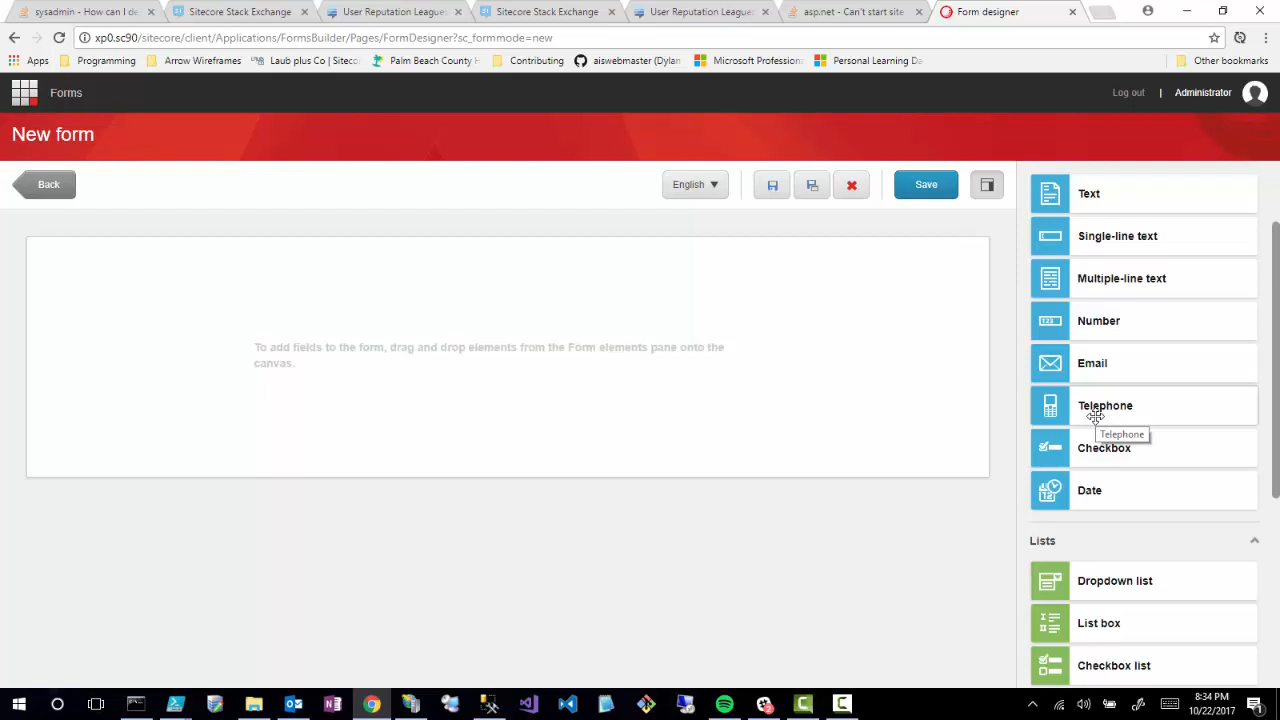 sysadmin - How can I de
Sitecore Stack Exchange
User Reputation Leagues
Sitecore Stack Exchange
User Reputation Leagues
asp.net - Can't start site
Form designer
xp0.sc90/sitecore/client/Applications/FormsBuilder/Pages/FormDesigner?sc_formmode=new
Apps
Programming
Arrow Wireframes
Laub plus Co | Sitec
Palm Beach County
Contributing
aiswebmaster (Dylan
Microsoft Profession
Personal Learning Da
Other bookmarks
Forms
Log out | Administrator
New form
Back
English
Save
To add fields to the form, drag and drop elements from the Form elements pane onto the
canvas.
Text
Single-line text
Multiple-line text
Number
Email
Telephone
Telephone
Checkbox
Date
Lists
Dropdown list
List box
Checkbox list
8:34 PM
10/22/2017